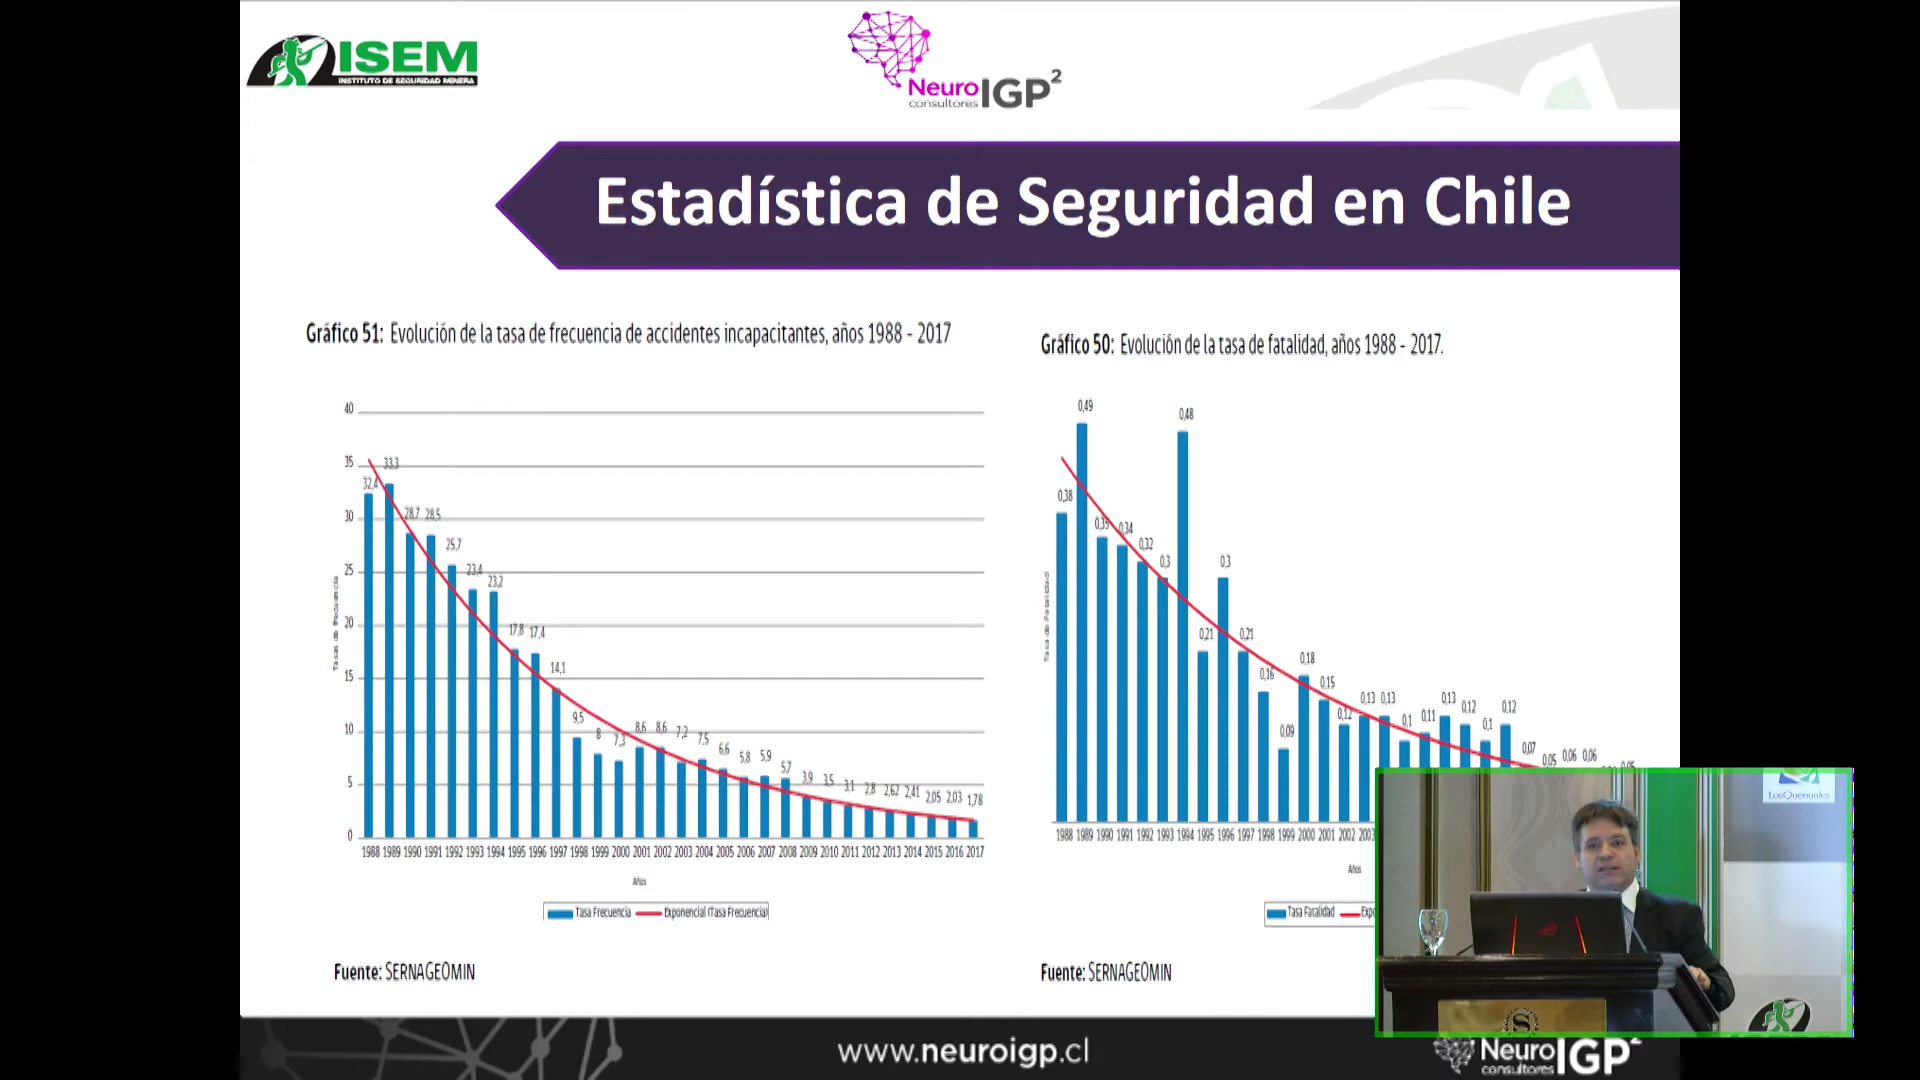 ISEM
INSTITUTO DE SEGURIDAD MINERA
Neuro IGP²
consultores
Estadística de Seguridad en Chile
Gráfico 51: Evolución de la tasa de frecuencia de accidentes incapacitantes, años 1988 - 2017
40
35
30
25
20
15
10
5
0
Tasas de Frecuencia
32,4 33,3 28,7 28,5 25,7 23,4 23,2 17,8 17,4 14,1 9,5 8 7,3 8,6 8,6 7,2 7,5 6,6 5,8 5,9 5,7 3,9 3,5 3,1 2,8 2,62 2,41 2,05 2,03 1,78
1988 1989 1990 1991 1992 1993 1994 1995 1996 1997 1998 1999 2000 2001 2002 2003 2004 2005 2006 2007 2008 2009 2010 2011 2012 2013 2014 2015 2016 2017
Años
Tasa Frecuencia Exponencial (Tasa Frecuencia)
Fuente: SERNAGEOMIN
Gráfico 50: Evolución de la tasa de fatalidad, años 1988 - 2017.
Tasa de Fatalidad
0,38 0,49 0,35 0,34 0,32 0,3 0,48 0,21 0,3 0,21 0,16 0,09 0,18 0,15 0,12 0,13 0,13 0,1 0,11 0,13 0,12 0,1 0,12 0,07 0,05 0,06 0,06 0,05
1988 1989 1990 1991 1992 1993 1994 1995 1996 1997 1998 1999 2000 2001 2002 2003
Años
Tasa Fatalidad Expo
Fuente: SERNAGEOMIN
Los Quenuales
S
www.neuroigp.cl
Neuro IGP²
consultores